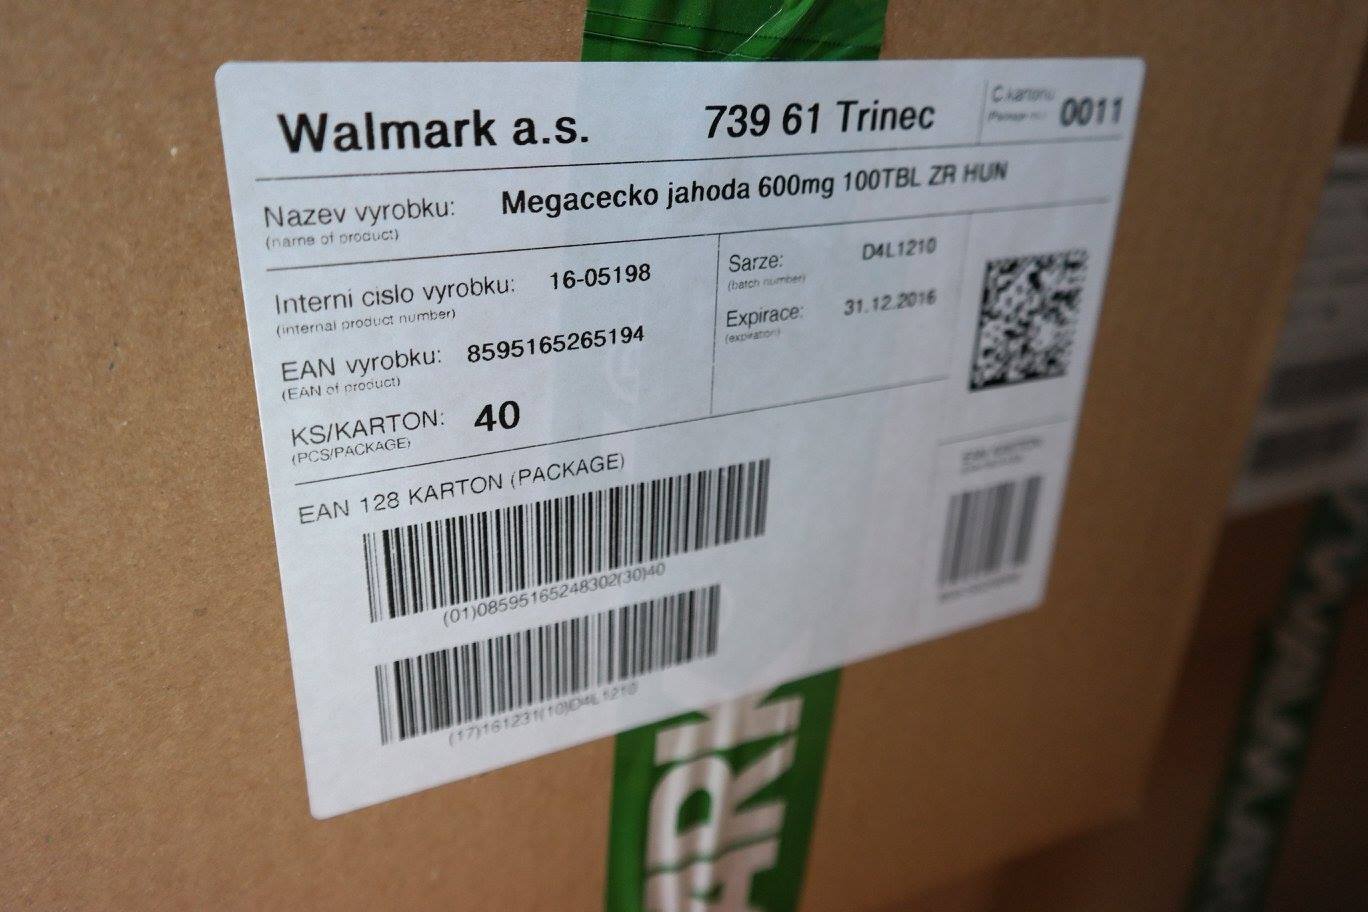 Walmark a.s. 739 61 Trinec C.kartonu 0011
Nazev vyrobku: Megacecko jahoda 600mg 100TBL ZR HUN
(name of product)
Interni cislo vyrobku: 16-05198
(internal product number)
EAN vyrobku: 8595165265194
(EAN of product)
KS/KARTON: 40
(PCS/PACKAGE)
Sarze: D4L1210
(batch number)
Expirace: 31.12.2016
(expiration)
EAN 128 KARTON (PACKAGE)
(01)08595165248302(30)40
(17)161231(10)D4L1210